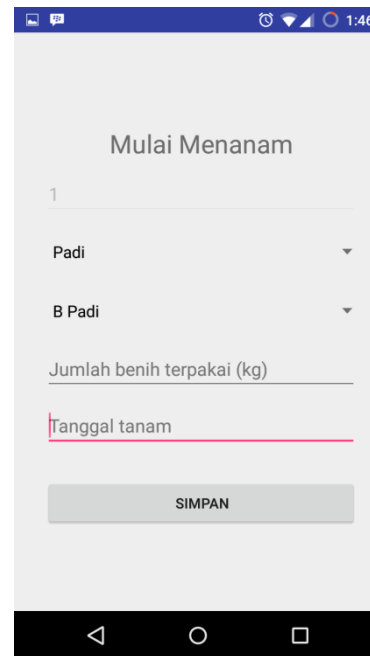 1:46
Mulai Menanam
1
Padi
B Padi
Jumlah benih terpakai (kg)
Tanggal tanam
SIMPAN